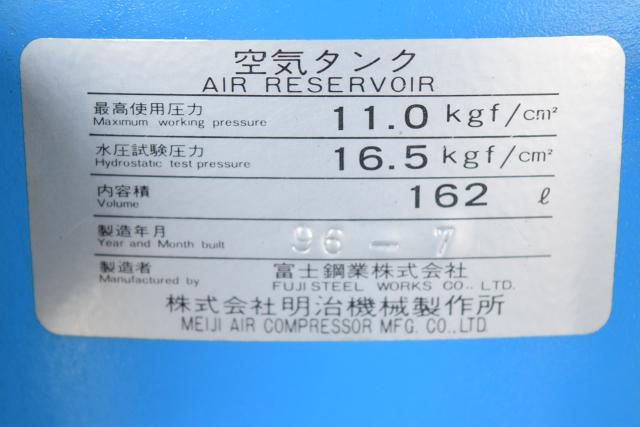 空気タンク
AIR RESERVOIR
最高使用圧力 11.0 kgf/cm²
Maximum working pressure
水圧試験圧力 16.5 kgf/cm²
Hydrostatic test pressure
内容積 162 ℓ
Volume
製造年月 96-7
Year and Month built
製造者 富士鋼業株式会社
Manufactured by FUJI STEEL WORKS CO., LTD.
株式会社明治機械製作所
MEIJI AIR COMPRESSOR MFG. CO., LTD.